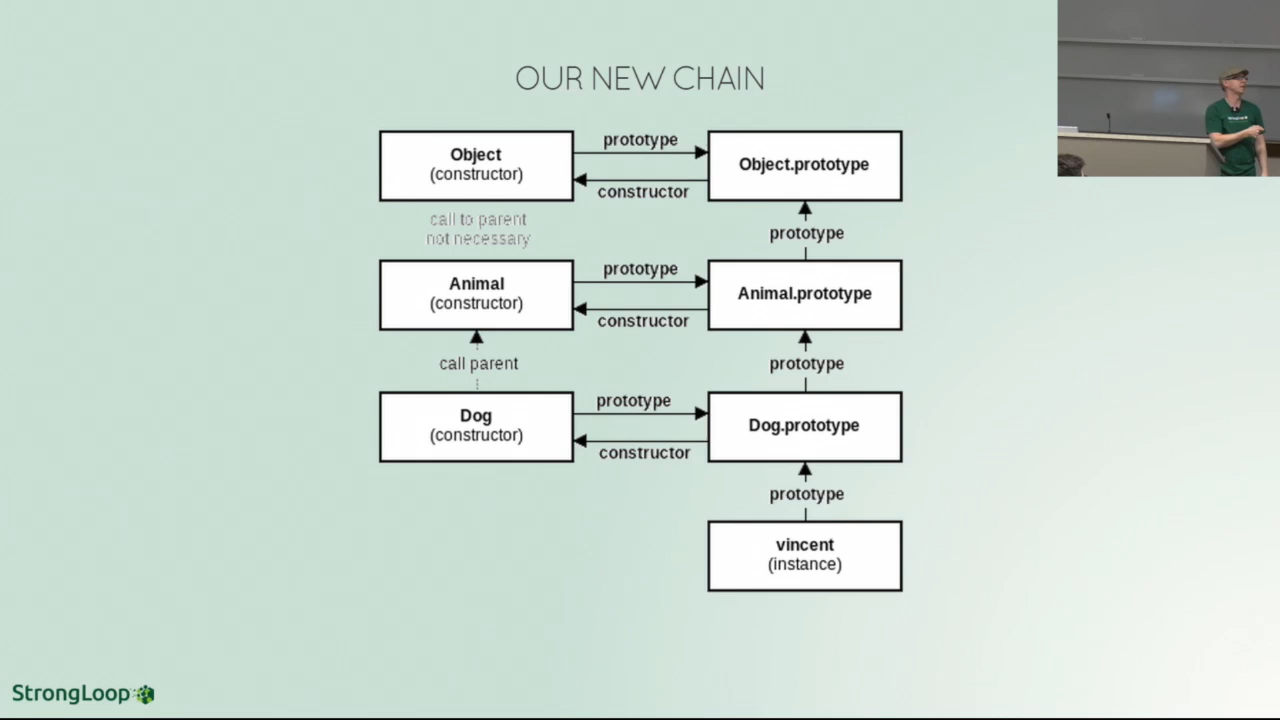 OUR NEW CHAIN
Object
(constructor)
prototype
constructor
Object.prototype
call to parent
not necessary
prototype
Animal
(constructor)
prototype
constructor
Animal.prototype
call parent
prototype
Dog
(constructor)
prototype
constructor
Dog.prototype
prototype
vincent
(instance)
StrongLoop